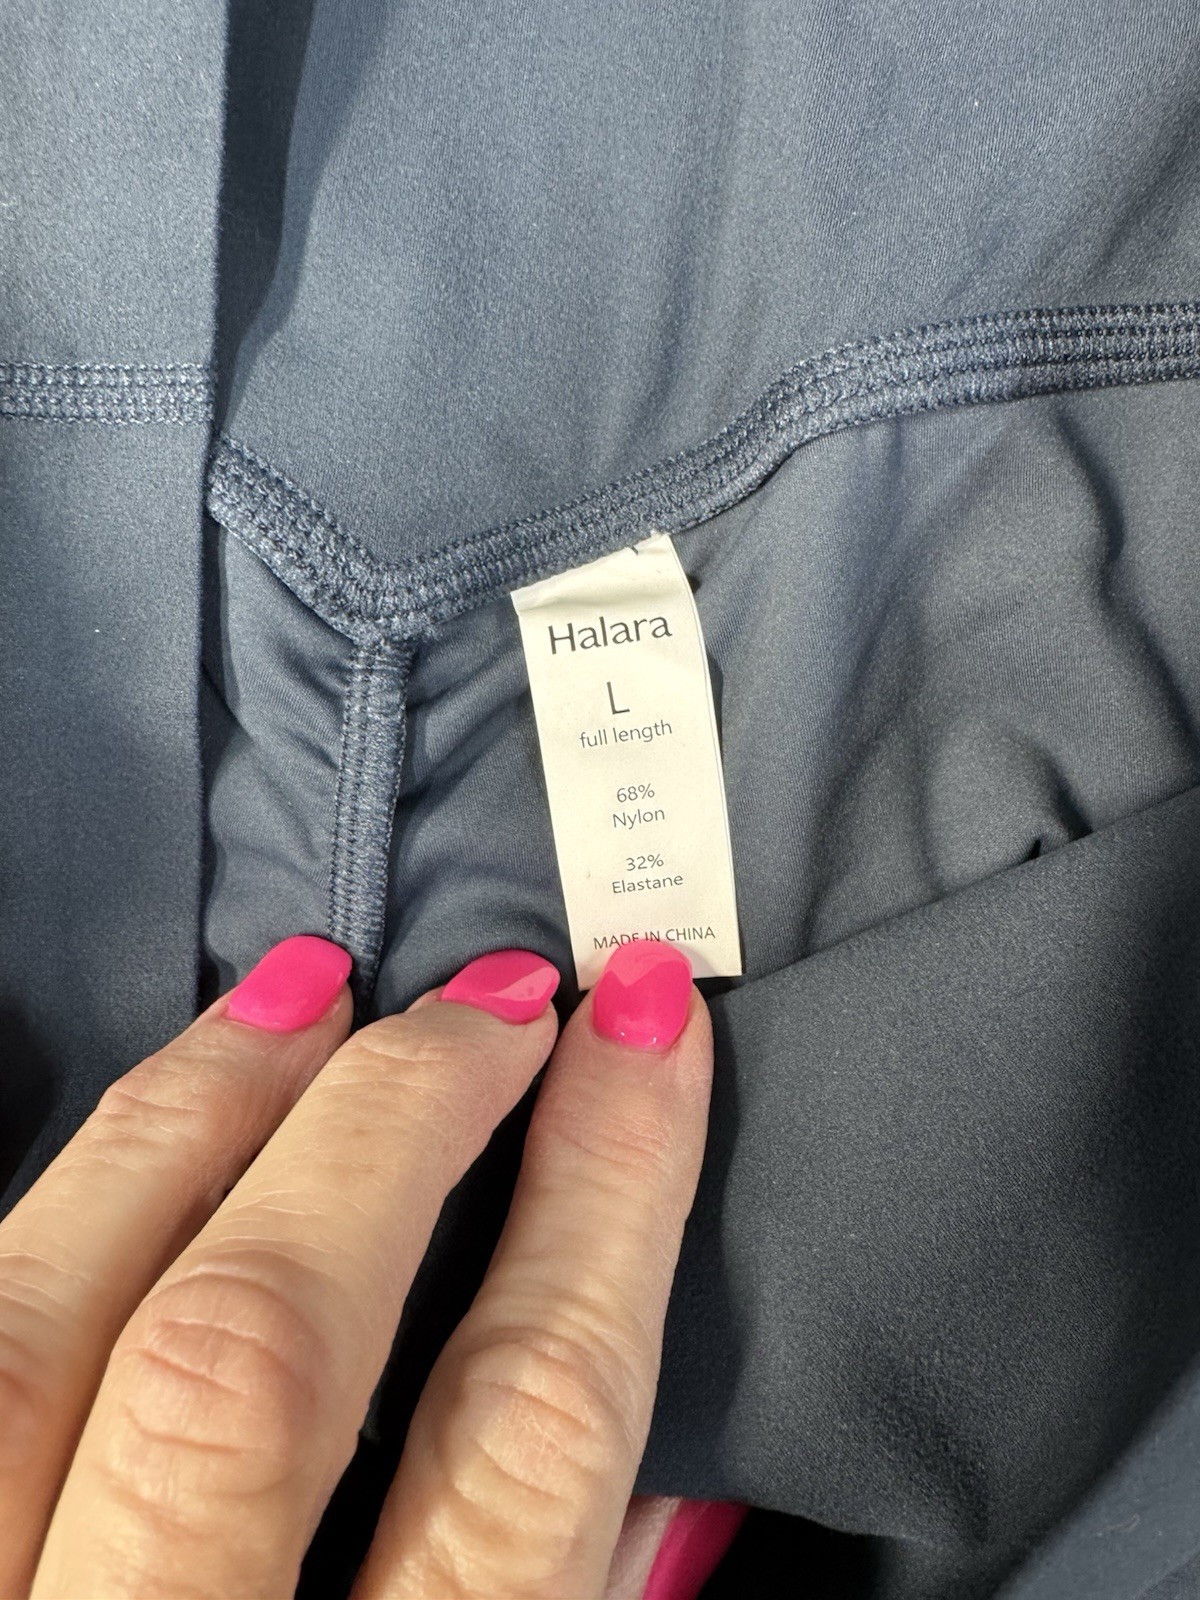 Halara
L
full length
68%
Nylon
32%
Elastane
MADE IN CHINA